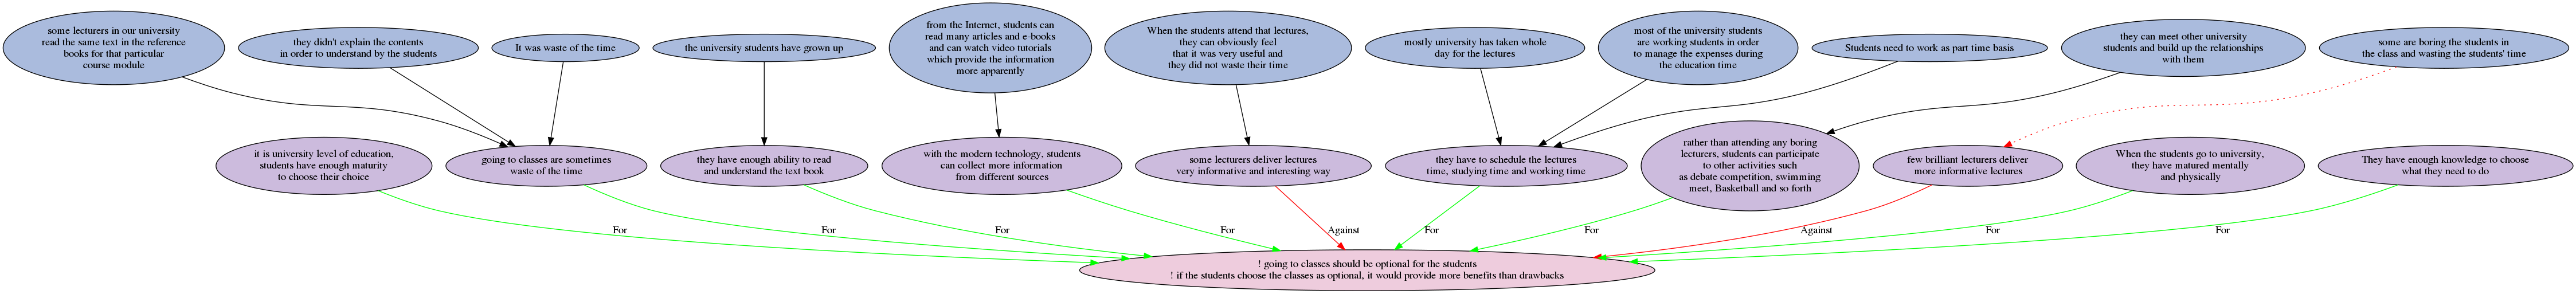 some lecturers in our university
read the same text in the reference
books for that particular
course module
they didn't explain the contents
in order to understand by the students
It was waste of the time
the university students have grown up
from the Internet, students can
read many articles and e-books
and can watch video tutorials
which provide the information
more apparently
When the students attend that lectures,
they can obviously feel
that it was very useful and
they did not waste their time
mostly university has taken whole
day for the lectures
most of the university students
are working students in order
to manage the expenses during
the education time
Students need to work as part time basis
they can meet other university
students and build up the relationships
with them
some are boring the students in
the class and wasting the students' time
it is university level of education,
students have enough maturity
to choose their choice
going to classes are sometimes
waste of the time
they have enough ability to read
and understand the text book
with the modern technology, students
can collect more information
from different sources
some lecturers deliver lectures
very informative and interesting way
they have to schedule the lectures
time, studying time and working time
rather than attending any boring
lecturers, students can participate
to other activities such
as debate competition, swimming
meet, Basketball and so forth
few brilliant lecturers deliver
more informative lectures
When the students go to university,
they have matured mentally
and physically
They have enough knowledge to choose
what they need to do
For
For
For
For
Against
For
For
Against
For
For
! going to classes should be optional for the students
! if the students choose the classes as optional, it would provide more benefits than drawbacks